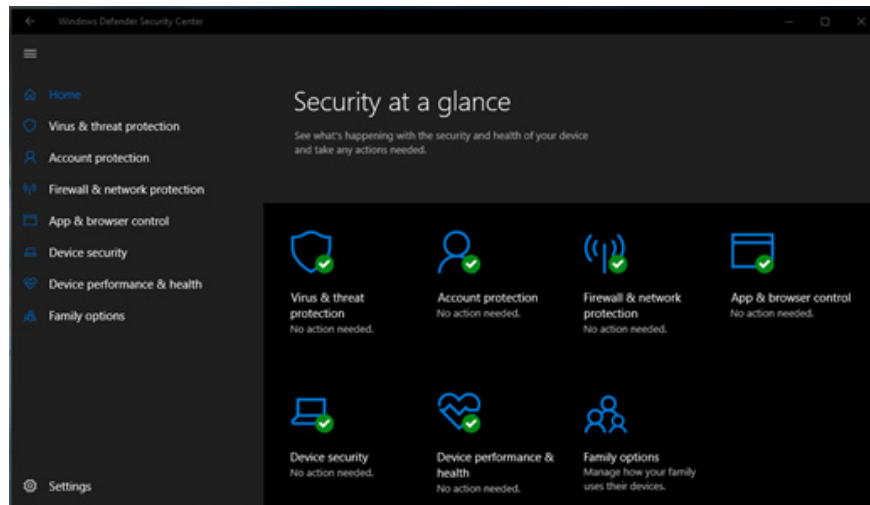 Windows Defender Security Center
Home
Virus & threat protection
Account protection
Firewall & network protection
App & browser control
Device security
Device performance & health
Family options
Settings
Security at a glance
See what's happening with the security and health of your device
and take any actions needed.
Virus & threat
protection
No action needed.
Account protection
No action needed.
Firewall & network
protection
No action needed.
App & browser control
No action needed.
Device security
No action needed.
Device performance &
health
No action needed.
Family options
Manage how your family
uses their devices.